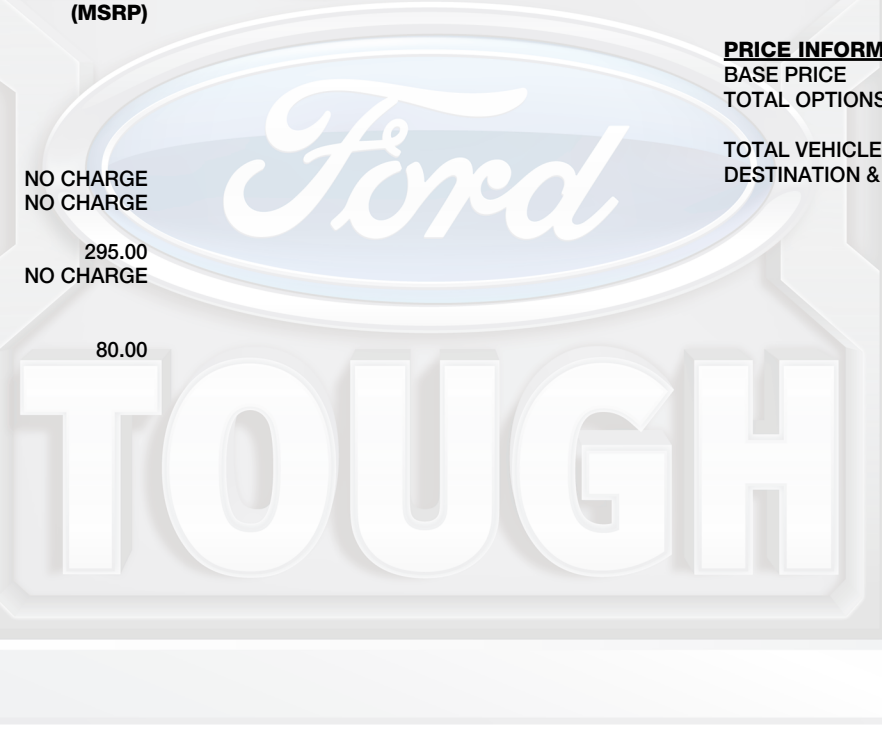 (MSRP)
NO CHARGE
NO CHARGE
295.00
NO CHARGE
80.00
PRICE INFORM
BASE PRICE
TOTAL OPTIONS
TOTAL VEHICLE
DESTINATION &
Ford
TOUGH